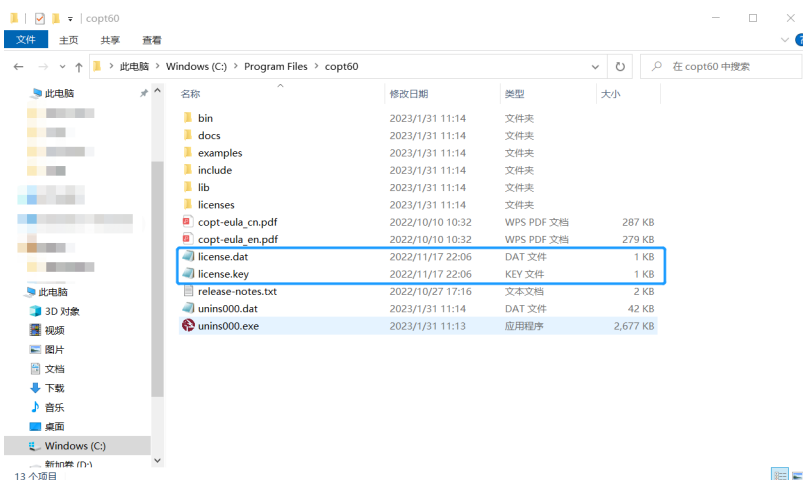 copt60
文件 主页 共享 查看
此电脑 > Windows (C:) > Program Files > copt60
在 copt60 中搜索
此电脑
名称 修改日期 类型 大小
bin 2023/1/31 11:14 文件夹
docs 2023/1/31 11:14 文件夹
examples 2023/1/31 11:14 文件夹
include 2023/1/31 11:14 文件夹
lib 2023/1/31 11:14 文件夹
licenses 2023/1/31 11:14 文件夹
copt-eula_cn.pdf 2022/10/10 10:32 WPS PDF 文档 287 KB
copt-eula_en.pdf 2022/10/10 10:32 WPS PDF 文档 279 KB
license.dat 2022/11/17 22:06 DAT 文件 1 KB
license.key 2022/11/17 22:06 KEY 文件 1 KB
release-notes.txt 2022/10/27 17:16 文本文档 2 KB
unins000.dat 2023/1/31 11:14 DAT 文件 42 KB
unins000.exe 2023/1/31 11:13 应用程序 2,677 KB
此电脑
3D 对象
视频
图片
文档
下载
音乐
桌面
Windows (C:)
新加卷 (D:)
13 个项目